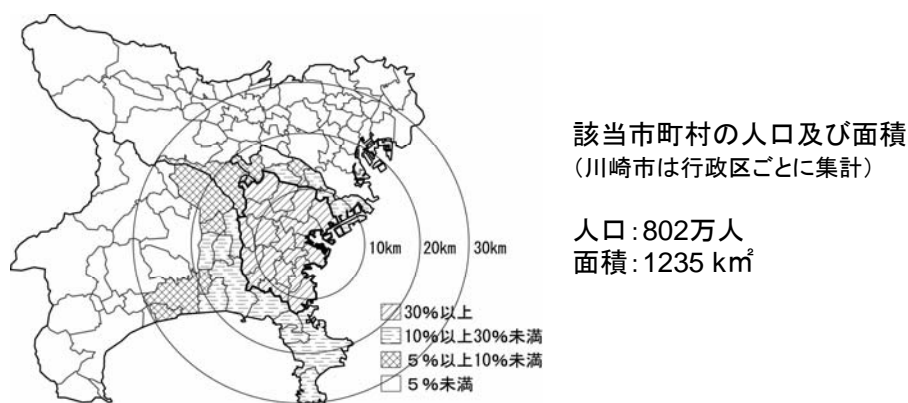 10km 20km 30km
30%以上
10%以上30%未満
5%以上10%未満
5%未満
該当市町村の人口及び面積
(川崎市は行政区ごとに集計)
人口:802万人
面積:1235 k㎡